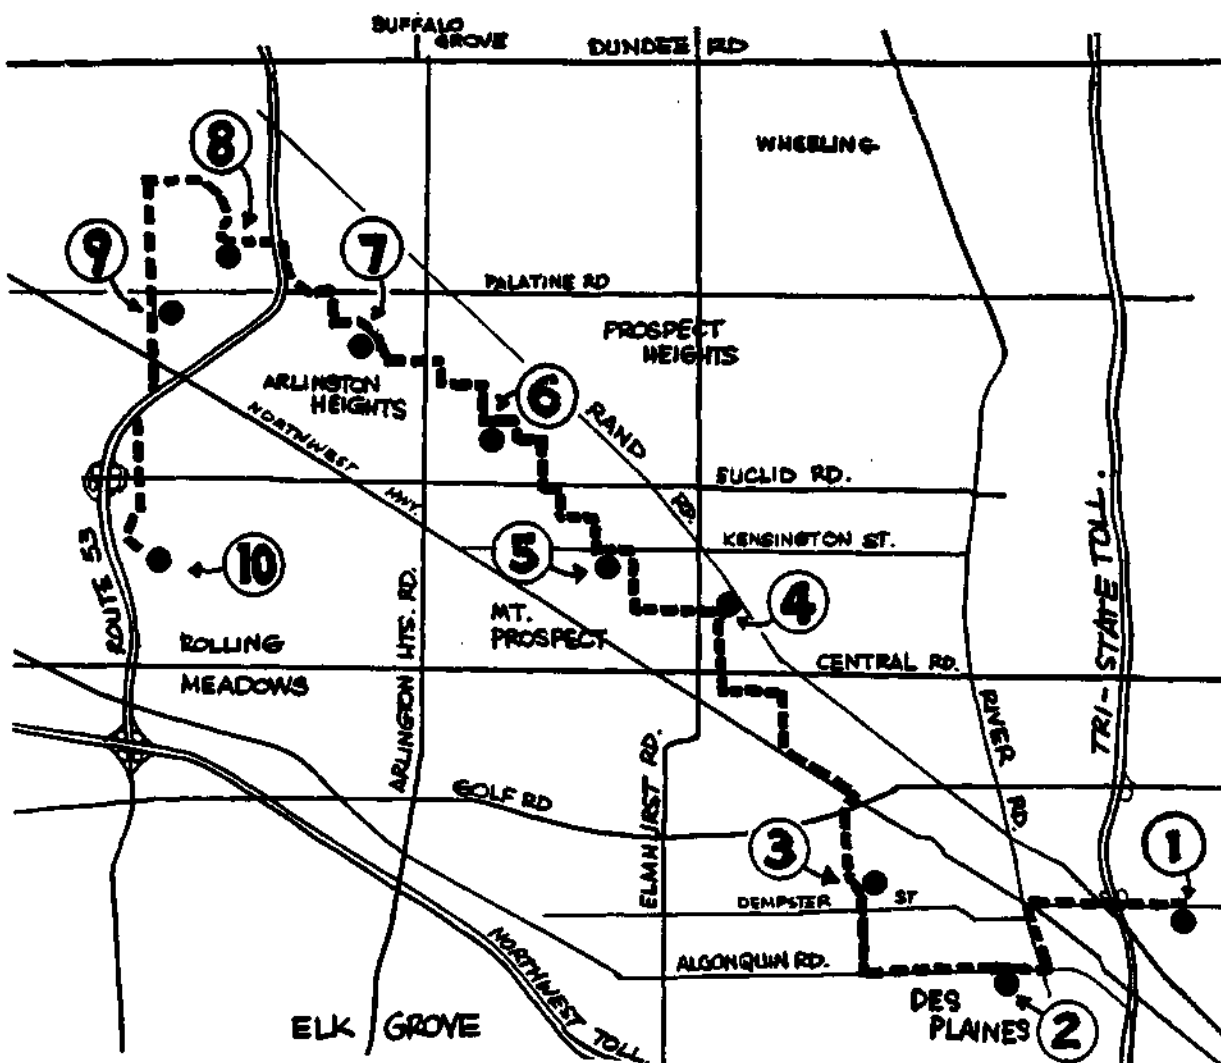 BUFFALO
GROVE
DUNDEE RD
WHEELING
8
9
7
PALATINE RD
PROSPECT
HEIGHTS
ARLINGTON
HEIGHTS
6
RAND
RD.
NORTHWEST
HWY.
EUCLID RD.
KENSINGTON ST.
5
10
4
ROUTE 53
MT.
PROSPECT
ROLLING
MEADOWS
ARLINGTON HTS. RD.
CENTRAL RD.
TRI-STATE TOLL.
RIVER
RD.
ELMHURST RD.
GOLF RD
3
1
DEMPSTER ST
NORTHWEST TOLL.
ALGONQUIN RD.
DES
PLAINES
2
ELK GROVE